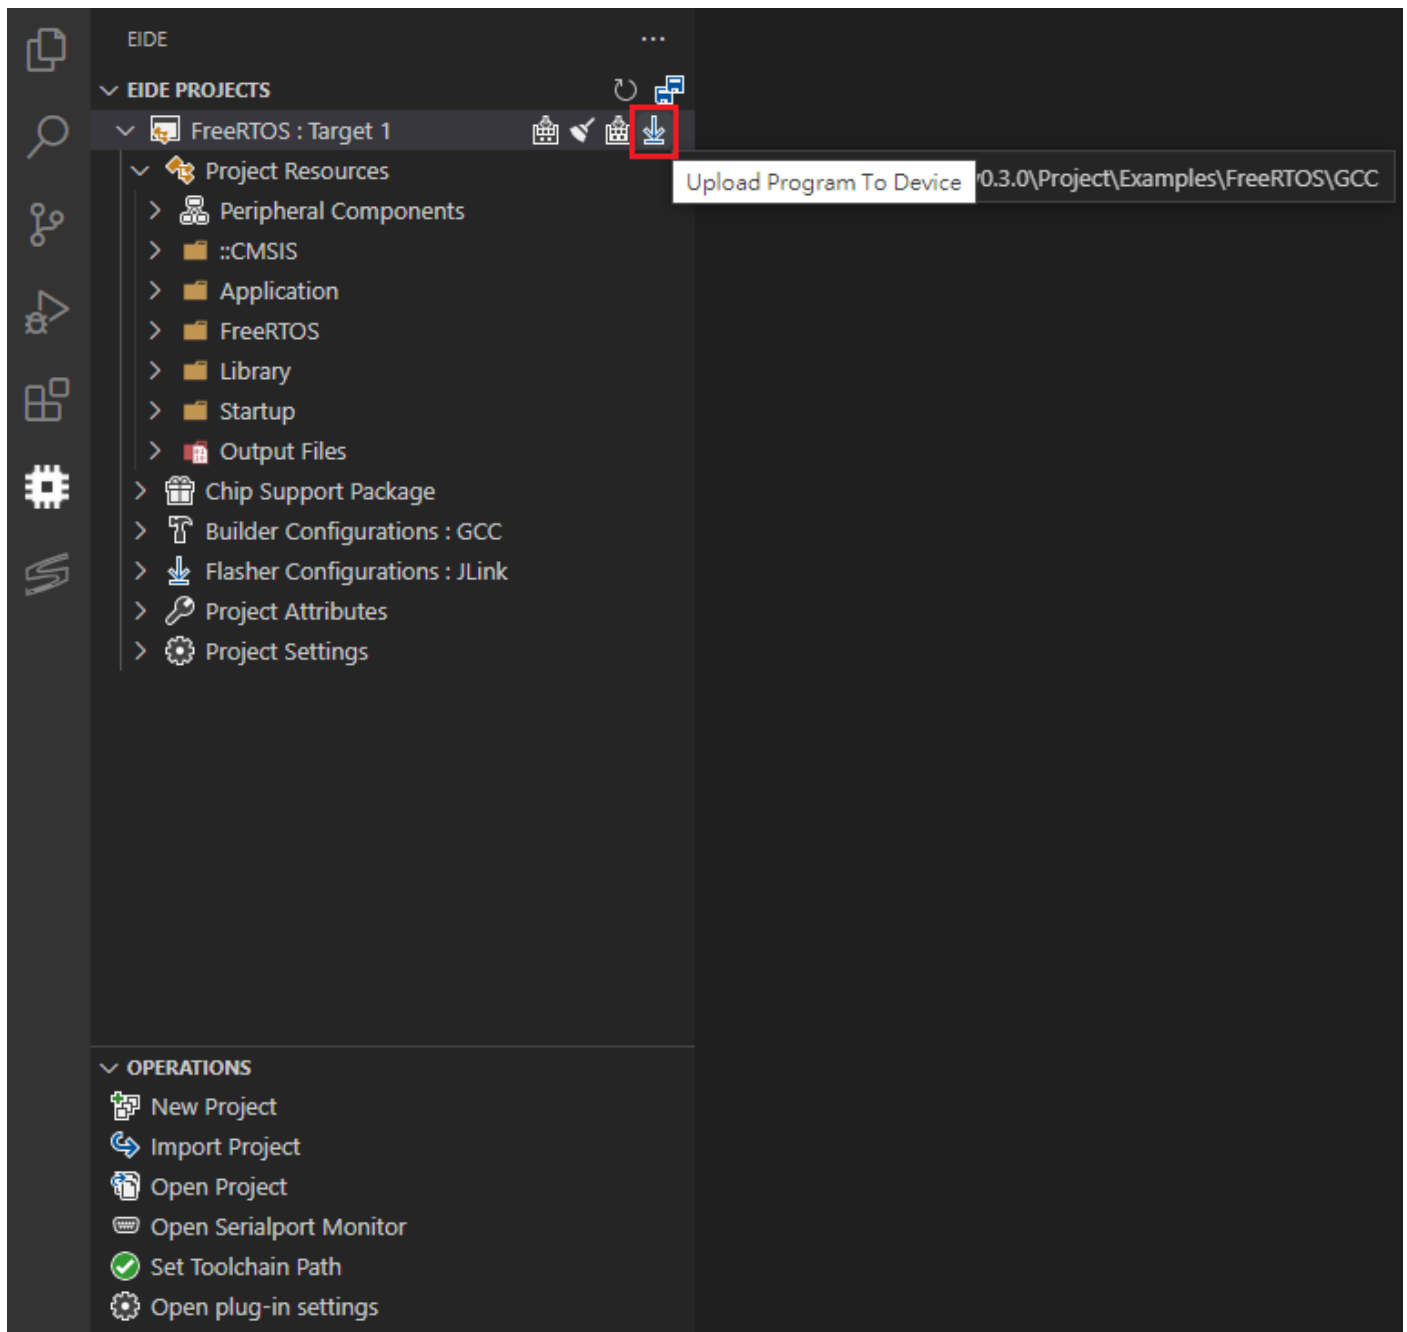 EIDE
EIDE PROJECTS
FreeRTOS : Target 1
Project Resources
Upload Program To Device
0.3.0\Project\Examples\FreeRTOS\GCC
Peripheral Components
::CMSIS
Application
FreeRTOS
Library
Startup
Output Files
Chip Support Package
Builder Configurations : GCC
Flasher Configurations : JLink
Project Attributes
Project Settings
OPERATIONS
New Project
Import Project
Open Project
Open Serialport Monitor
Set Toolchain Path
Open plug-in settings